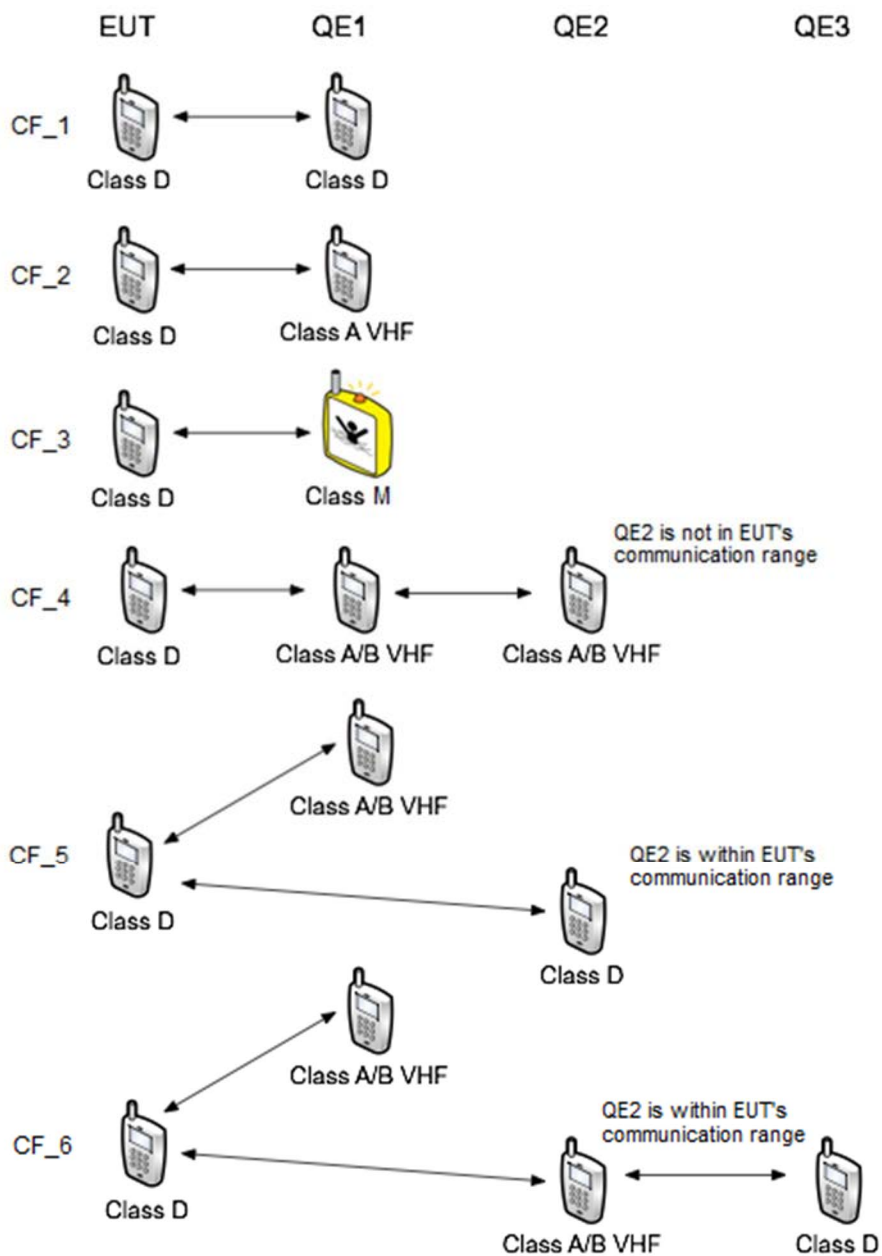 EUT QE1 QE2 QE3
CF_1
Class D Class D
CF_2
Class D Class A VHF
CF_3
Class D Class M
QE2 is not in EUT's
communication range
CF_4
Class D Class A/B VHF Class A/B VHF
Class A/B VHF
CF_5
QE2 is within EUT's
communication range
Class D
Class D
Class A/B VHF
QE2 is within EUT's
communication range
CF_6
Class D
Class A/B VHF Class D